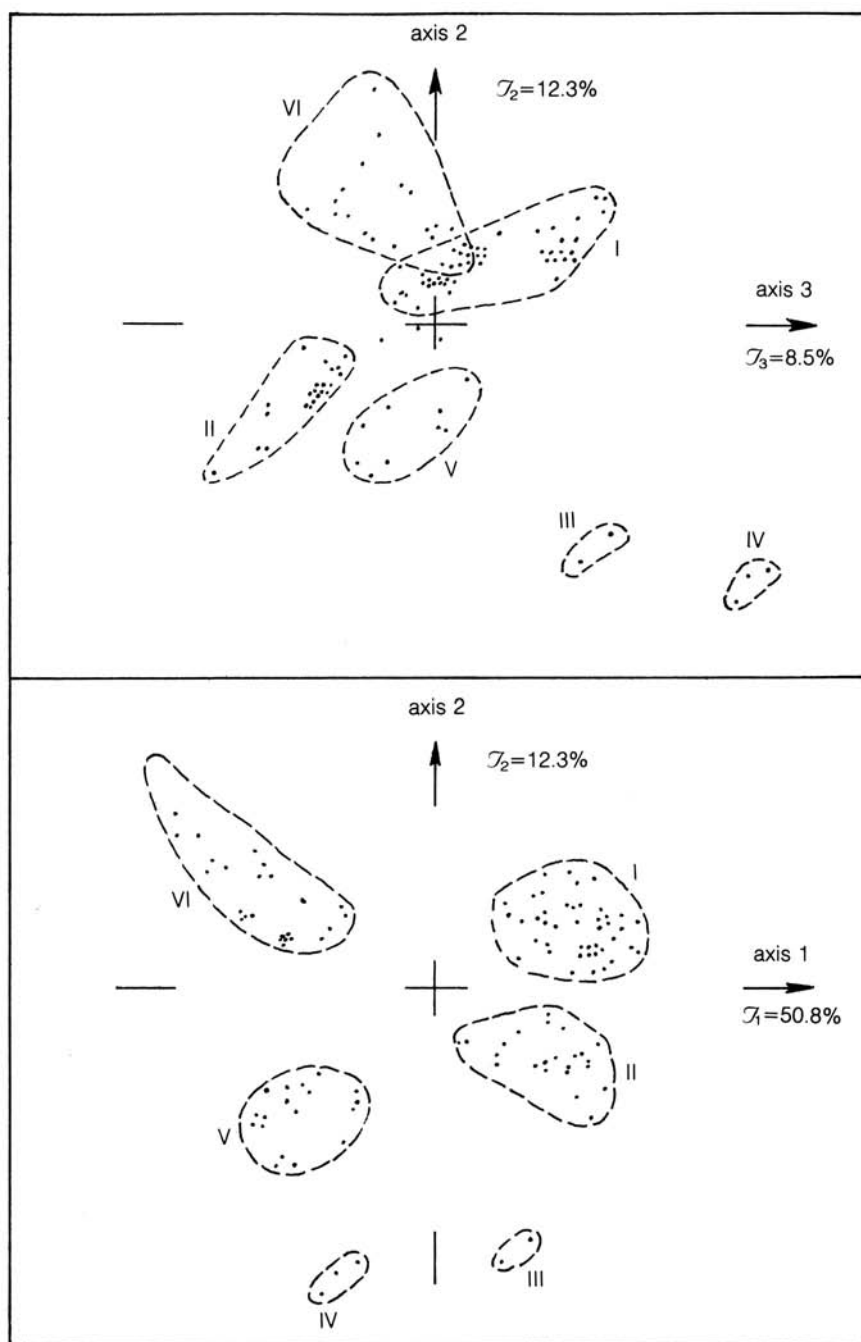 axis 2
𝒯₂=12.3%
VI
I
axis 3
𝒯₃=8.5%
II
V
III
IV
axis 2
𝒯₂=12.3%
I
VI
axis 1
𝒯₁=50.8%
II
V
III
IV